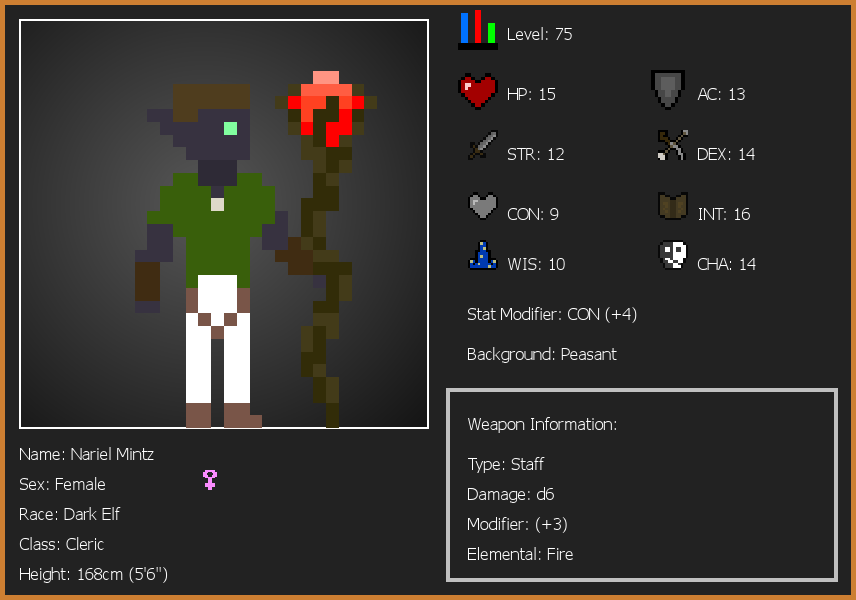 Level: 75
HP: 15
AC: 13
STR: 12
DEX: 14
CON: 9
INT: 16
WIS: 10
CHA: 14
Stat Modifier: CON (+4)
Background: Peasant
Weapon Information:
Type: Staff
Damage: d6
Modifier: (+3)
Elemental: Fire
Name: Nariel Mintz
Sex: Female
Race: Dark Elf
Class: Cleric
Height: 168cm (5'6")